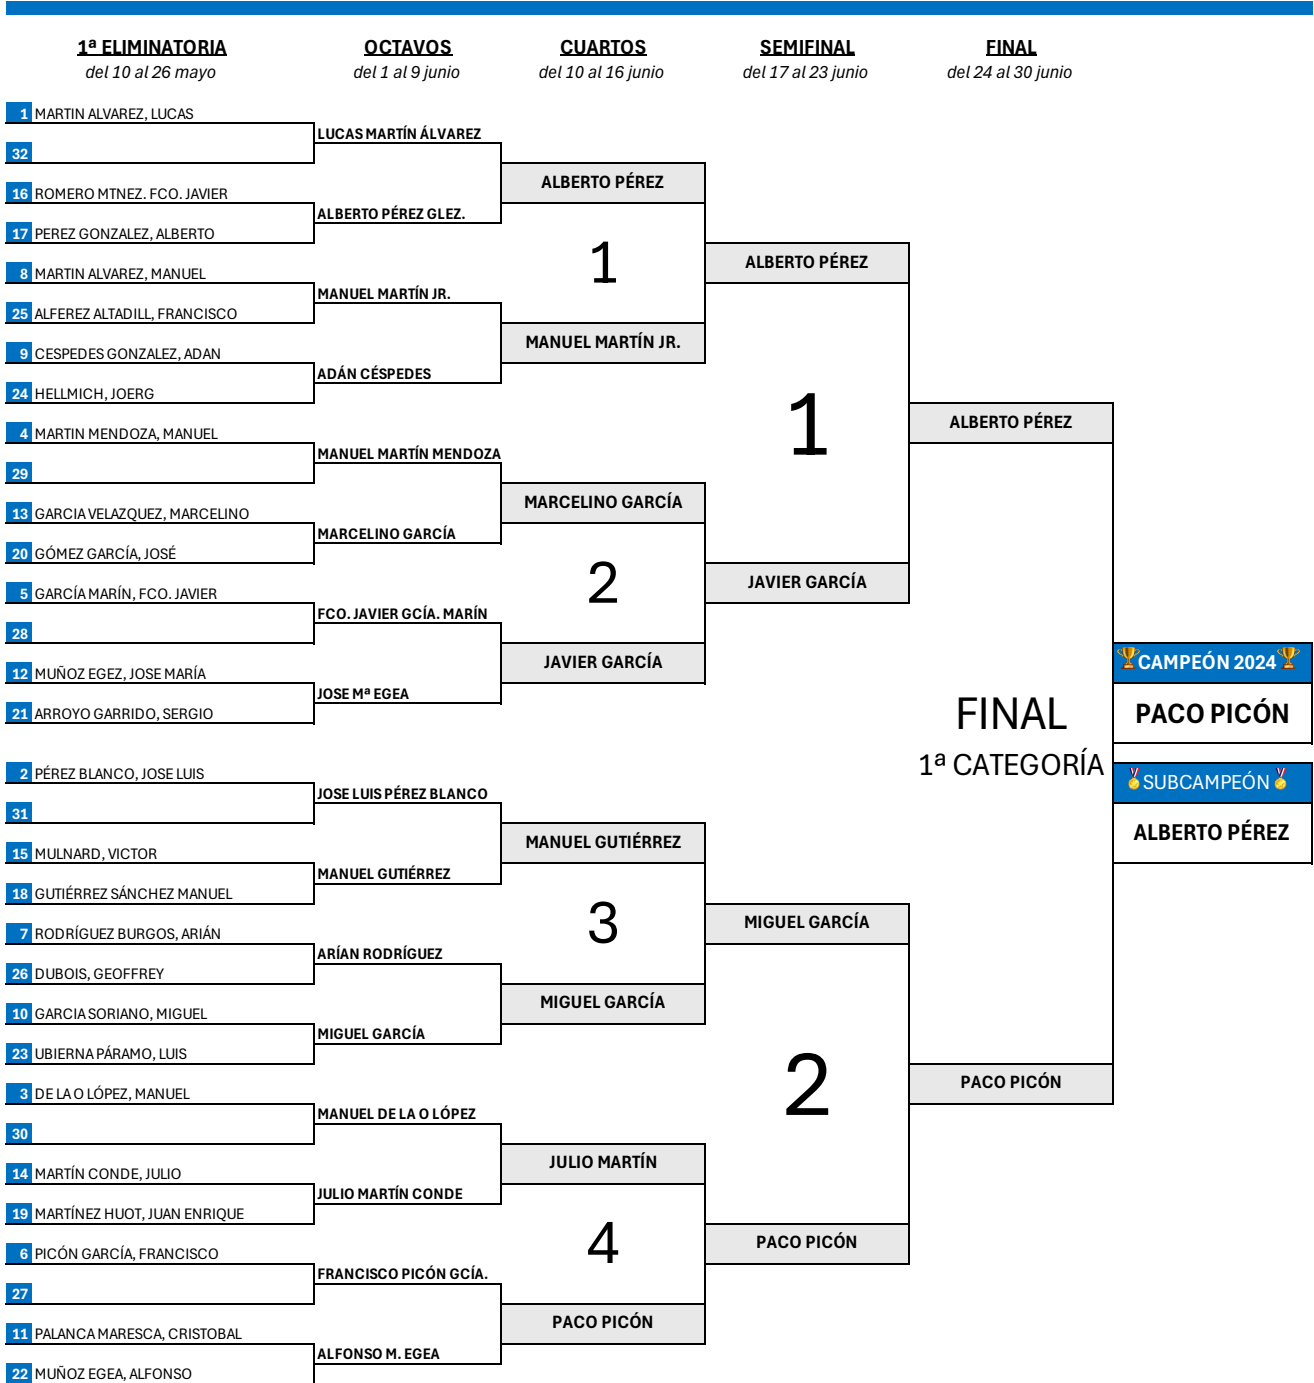 1ª ELIMINATORIA
del 10 al 26 mayo
OCTAVOS
del 1 al 9 junio
CUARTOS
del 10 al 16 junio
SEMIFINAL
del 17 al 23 junio
FINAL
del 24 al 30 junio
1 MARTIN ALVAREZ, LUCAS
32
16 ROMERO MTNEZ. FCO. JAVIER
17 PEREZ GONZALEZ, ALBERTO
8 MARTIN ALVAREZ, MANUEL
25 ALFEREZ ALTADILL, FRANCISCO
9 CESPEDES GONZALEZ, ADAN
24 HELLMICH, JOERG
4 MARTIN MENDOZA, MANUEL
29
13 GARCIA VELAZQUEZ, MARCELINO
20 GÓMEZ GARCÍA, JOSÉ
5 GARCÍA MARÍN, FCO. JAVIER
28
12 MUÑOZ EGEZ, JOSE MARÍA
21 ARROYO GARRIDO, SERGIO
2 PÉREZ BLANCO, JOSE LUIS
31
15 MULNARD, VICTOR
18 GUTIÉRREZ SÁNCHEZ MANUEL
7 RODRÍGUEZ BURGOS, ARIÁN
26 DUBOIS, GEOFFREY
10 GARCIA SORIANO, MIGUEL
23 UBIERNA PÁRAMO, LUIS
3 DE LA O LÓPEZ, MANUEL
30
14 MARTÍN CONDE, JULIO
19 MARTÍNEZ HUOT, JUAN ENRIQUE
6 PICÓN GARCÍA, FRANCISCO
27
11 PALANCA MARESCA, CRISTOBAL
22 MUÑOZ EGEA, ALFONSO
LUCAS MARTÍN ÁLVAREZ
ALBERTO PÉREZ GLEZ.
MANUEL MARTÍN JR.
ADÁN CÉSPEDES
MANUEL MARTÍN MENDOZA
MARCELINO GARCÍA
FCO. JAVIER GCÍA. MARÍN
JOSE Mª EGEA
JOSE LUIS PÉREZ BLANCO
MANUEL GUTIÉRREZ
ARÍAN RODRÍGUEZ
MIGUEL GARCÍA
MANUEL DE LA O LÓPEZ
JULIO MARTÍN CONDE
FRANCISCO PICÓN GCÍA.
ALFONSO M. EGEA
ALBERTO PÉREZ
1
MANUEL MARTÍN JR.
MARCELINO GARCÍA
2
JAVIER GARCÍA
MANUEL GUTIÉRREZ
3
MIGUEL GARCÍA
JULIO MARTÍN
4
PACO PICÓN
ALBERTO PÉREZ
1
JAVIER GARCÍA
MIGUEL GARCÍA
2
PACO PICÓN
ALBERTO PÉREZ
FINAL
1ª CATEGORÍA
PACO PICÓN
🏆CAMPEÓN 2024🏆
PACO PICÓN
🏅SUBCAMPEÓN🏅
ALBERTO PÉREZ